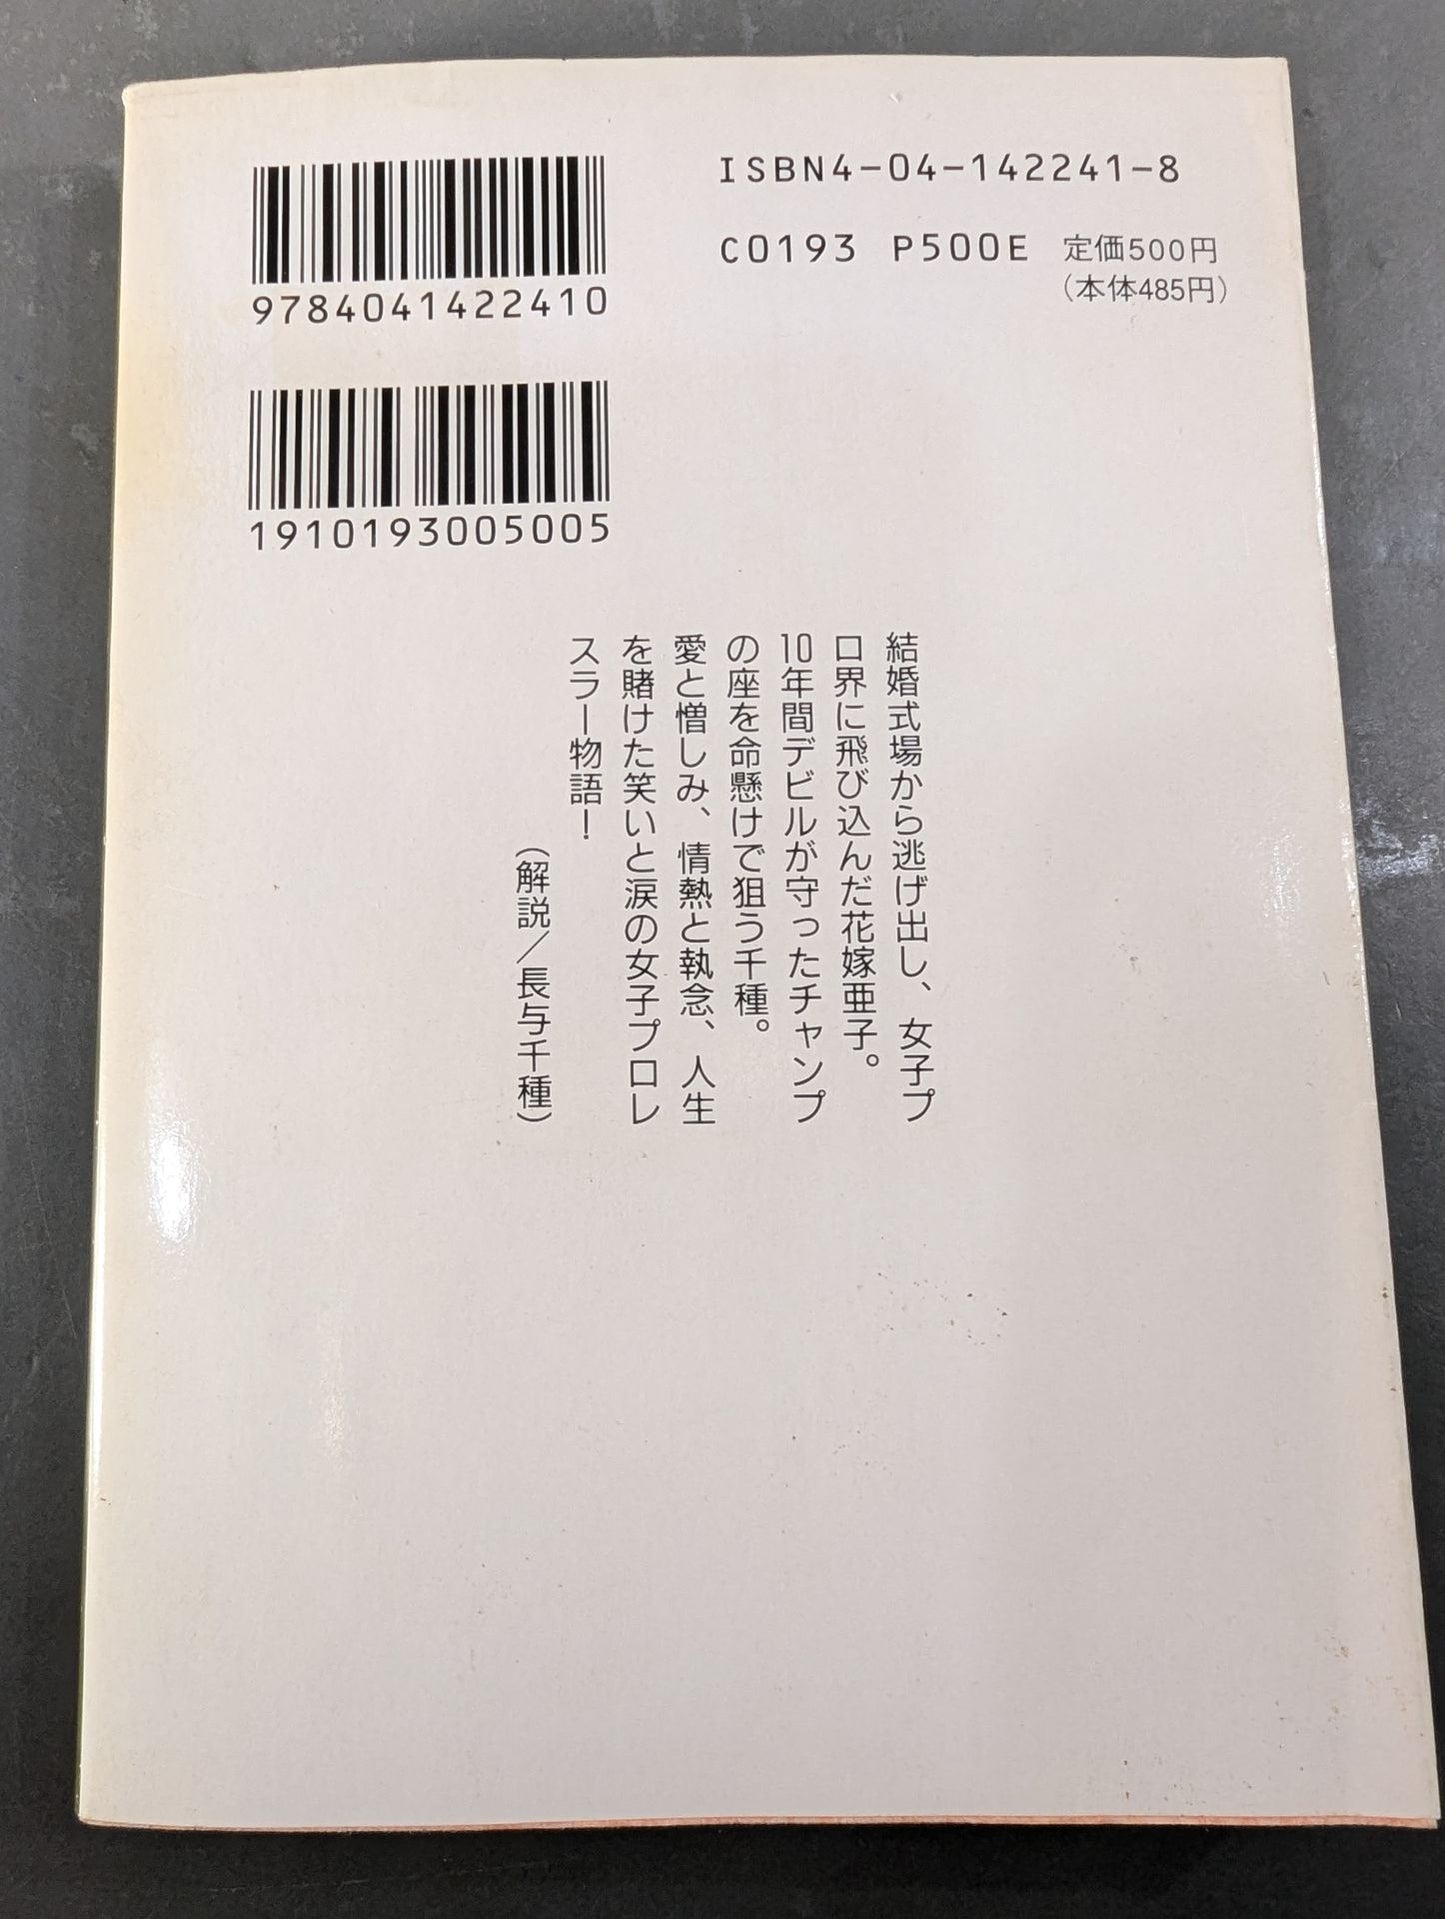 ISBN4-04-142241-8
C0193 P500E 定価500円
(本体485円)
9784041422410
1910193005005
結婚式場から逃げ出し、女子プ
ロ界に飛び込んだ花嫁亜子。
10年間デビルが守ったチャンプ
の座を命懸けで狙う千種。
愛と憎しみ、情熱と執念、人生
を賭けた笑いと涙の女子プロレ
スラー物語！
（解説／長与千種）